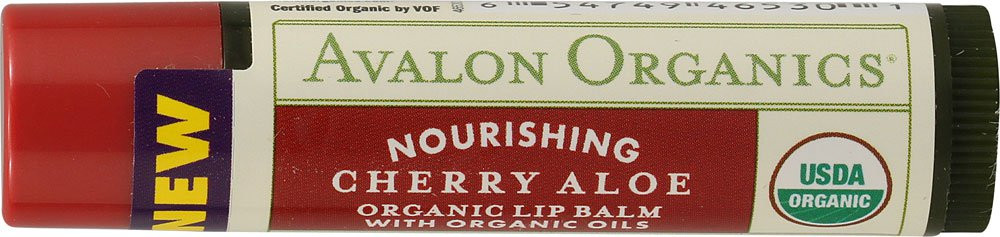 Certified Organic by VOF
AVALON ORGANICS®
NEW
NOURISHING
CHERRY ALOE
ORGANIC LIP BALM
WITH ORGANIC OILS
USDA
ORGANIC